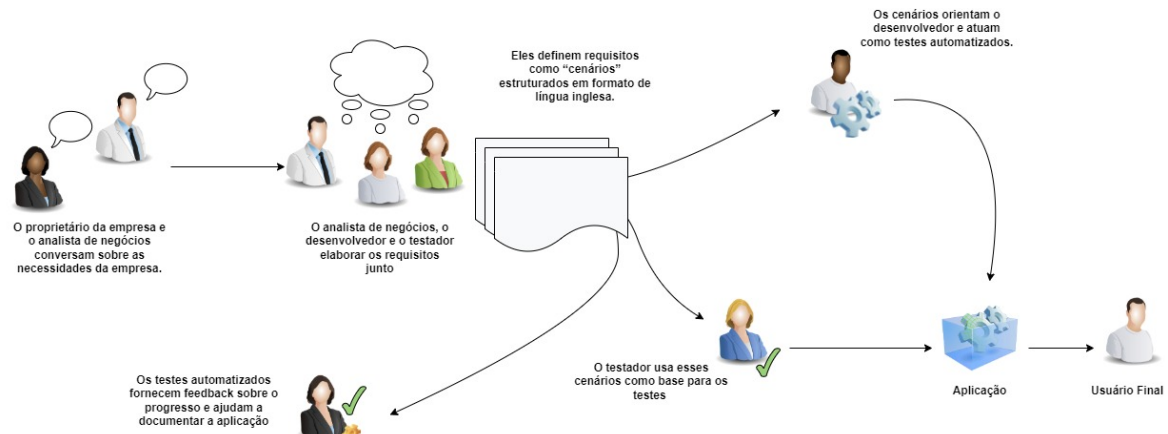 O proprietário da empresa e
o analista de negócios
conversam sobre as
necessidades da empresa.
O analista de negócios, o
desenvolvedor e o testador
elaborar os requisitos
junto
Eles definem requisitos
como “cenários”
estruturados em formato de
língua inglesa.
Os cenários orientam o
desenvolvedor e atuam
como testes automatizados.
Os testes automatizados
fornecem feedback sobre o
progresso e ajudam a
documentar a aplicação
O testador usa esses
cenários como base para os
testes
Aplicação
Usuário Final